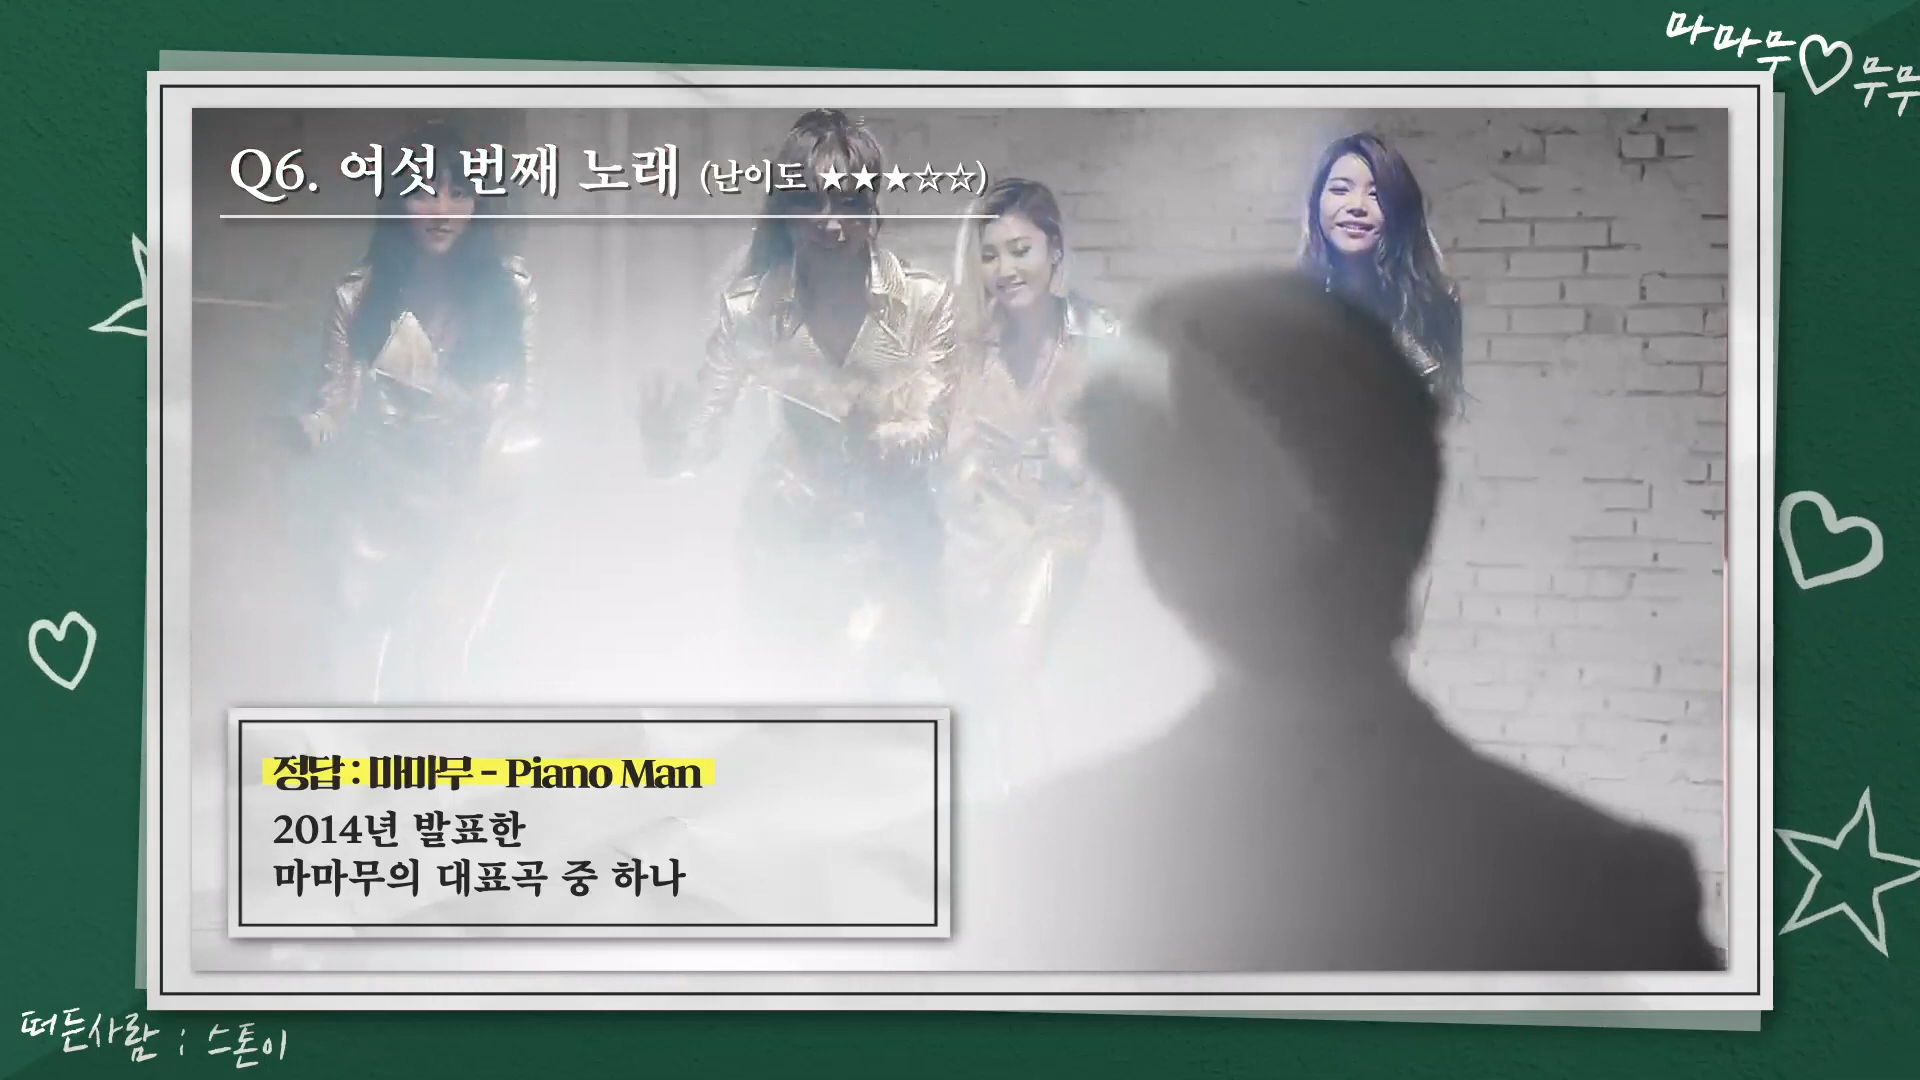 마마무♡무무
Q6. 여섯 번째 노래 (난이도 ★★★☆☆)
정답 : 마마무 - Piano Man
2014년 발표한
마마무의 대표곡 중 하나
떠든사람 ; 스톤이